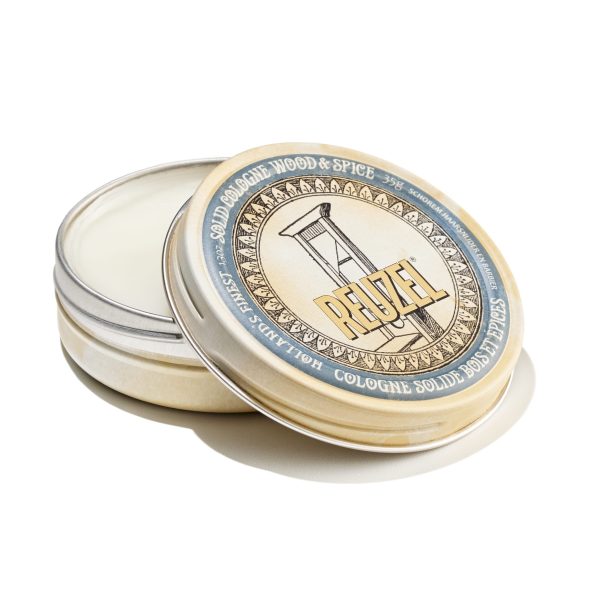 HOLLAND'S FINEST
SOLID COLOGNE WOOD & SPICE
35g
SCHOREM HAARSNIJDER EN BARBIER
REUZEL®
COLOGNE SOLIDE BOIS ET EPICES